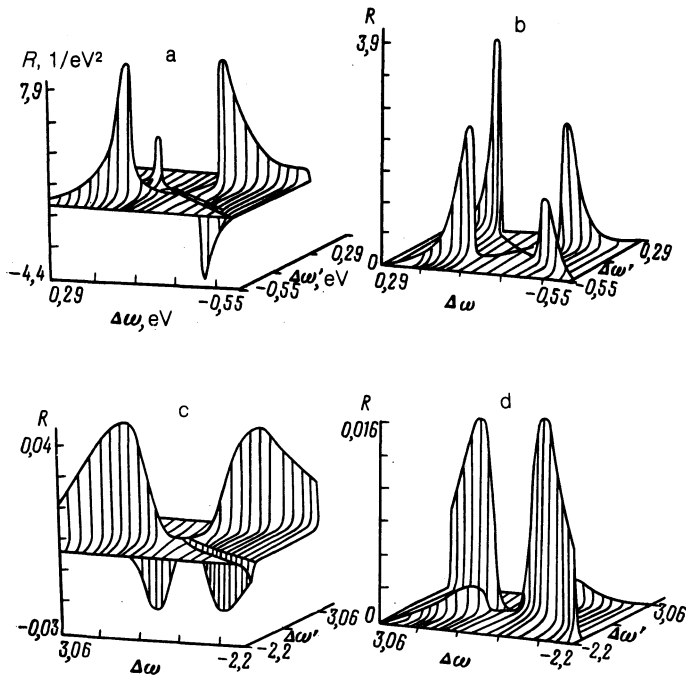 a
R, 1/eV²
7,9
-4,4
0,29
-0,55
Δω, eV
-0,55
0,29
Δω', eV
b
R
3,9
0
0,29
-0,55
Δω
-0,55
0,29
Δω'
c
R
0,04
-0,03
3,06
-2,2
Δω
-2,2
3,06
Δω'
d
R
0,016
0
3,06
-2,2
Δω
-2,2
3,06
Δω'